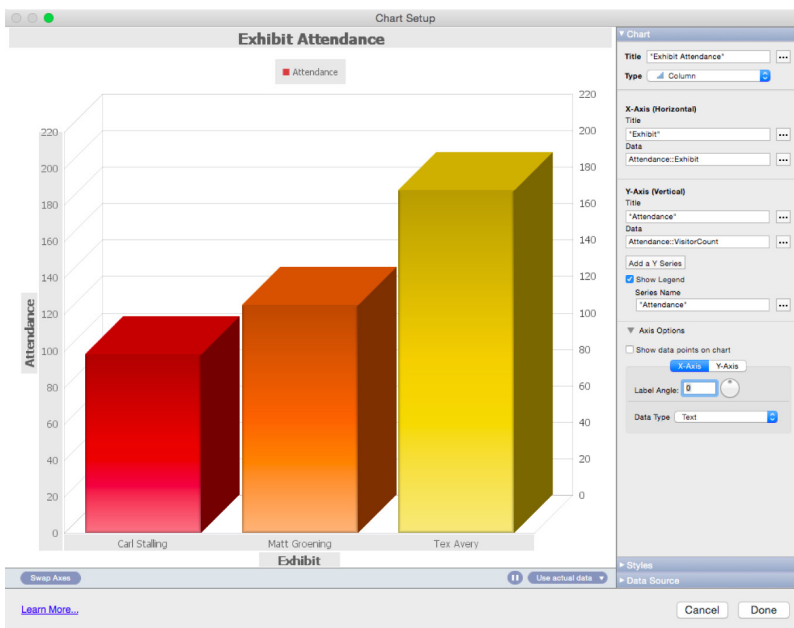 Chart Setup
Exhibit Attendance
Attendance
220
200
180
160
140
120
100
80
60
40
20
0
Attendance
220
200
180
160
140
120
100
80
60
40
20
0
Carl Stalling
Matt Groening
Tex Avery
Exhibit
Swap Axes
Use actual data
Chart
Title "Exhibit Attendance" ...
Type Column
X-Axis (Horizontal)
Title
"Exhibit" ...
Data
Attendance::Exhibit ...
Y-Axis (Vertical)
Title
"Attendance" ...
Data
Attendance::VisitorCount ...
Add a Y Series
Show Legend
Series Name
"Attendance" ...
Axis Options
Show data points on chart
X-Axis Y-Axis
Label Angle: 0
Data Type Text
Styles
Data Source
Learn More...
Cancel Done